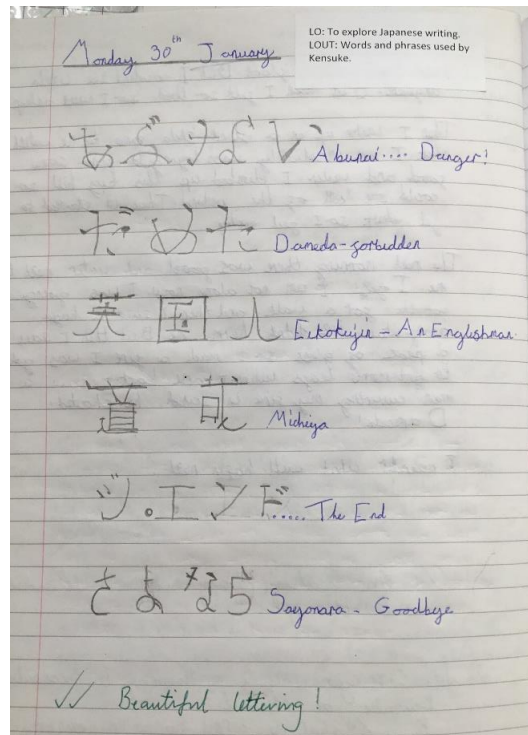 Monday 30th January
LO: To explore Japanese writing.
LOUT: Words and phrases used by
Kensuke.
あぶない Abunai.... Danger!
だめた Dameda-forbidden
英国人 Eikokujin - An Englishman
道哉 Michiya
ジ。エンド..... The End
さよなら Sayonara - Goodbye
Beautiful lettering!